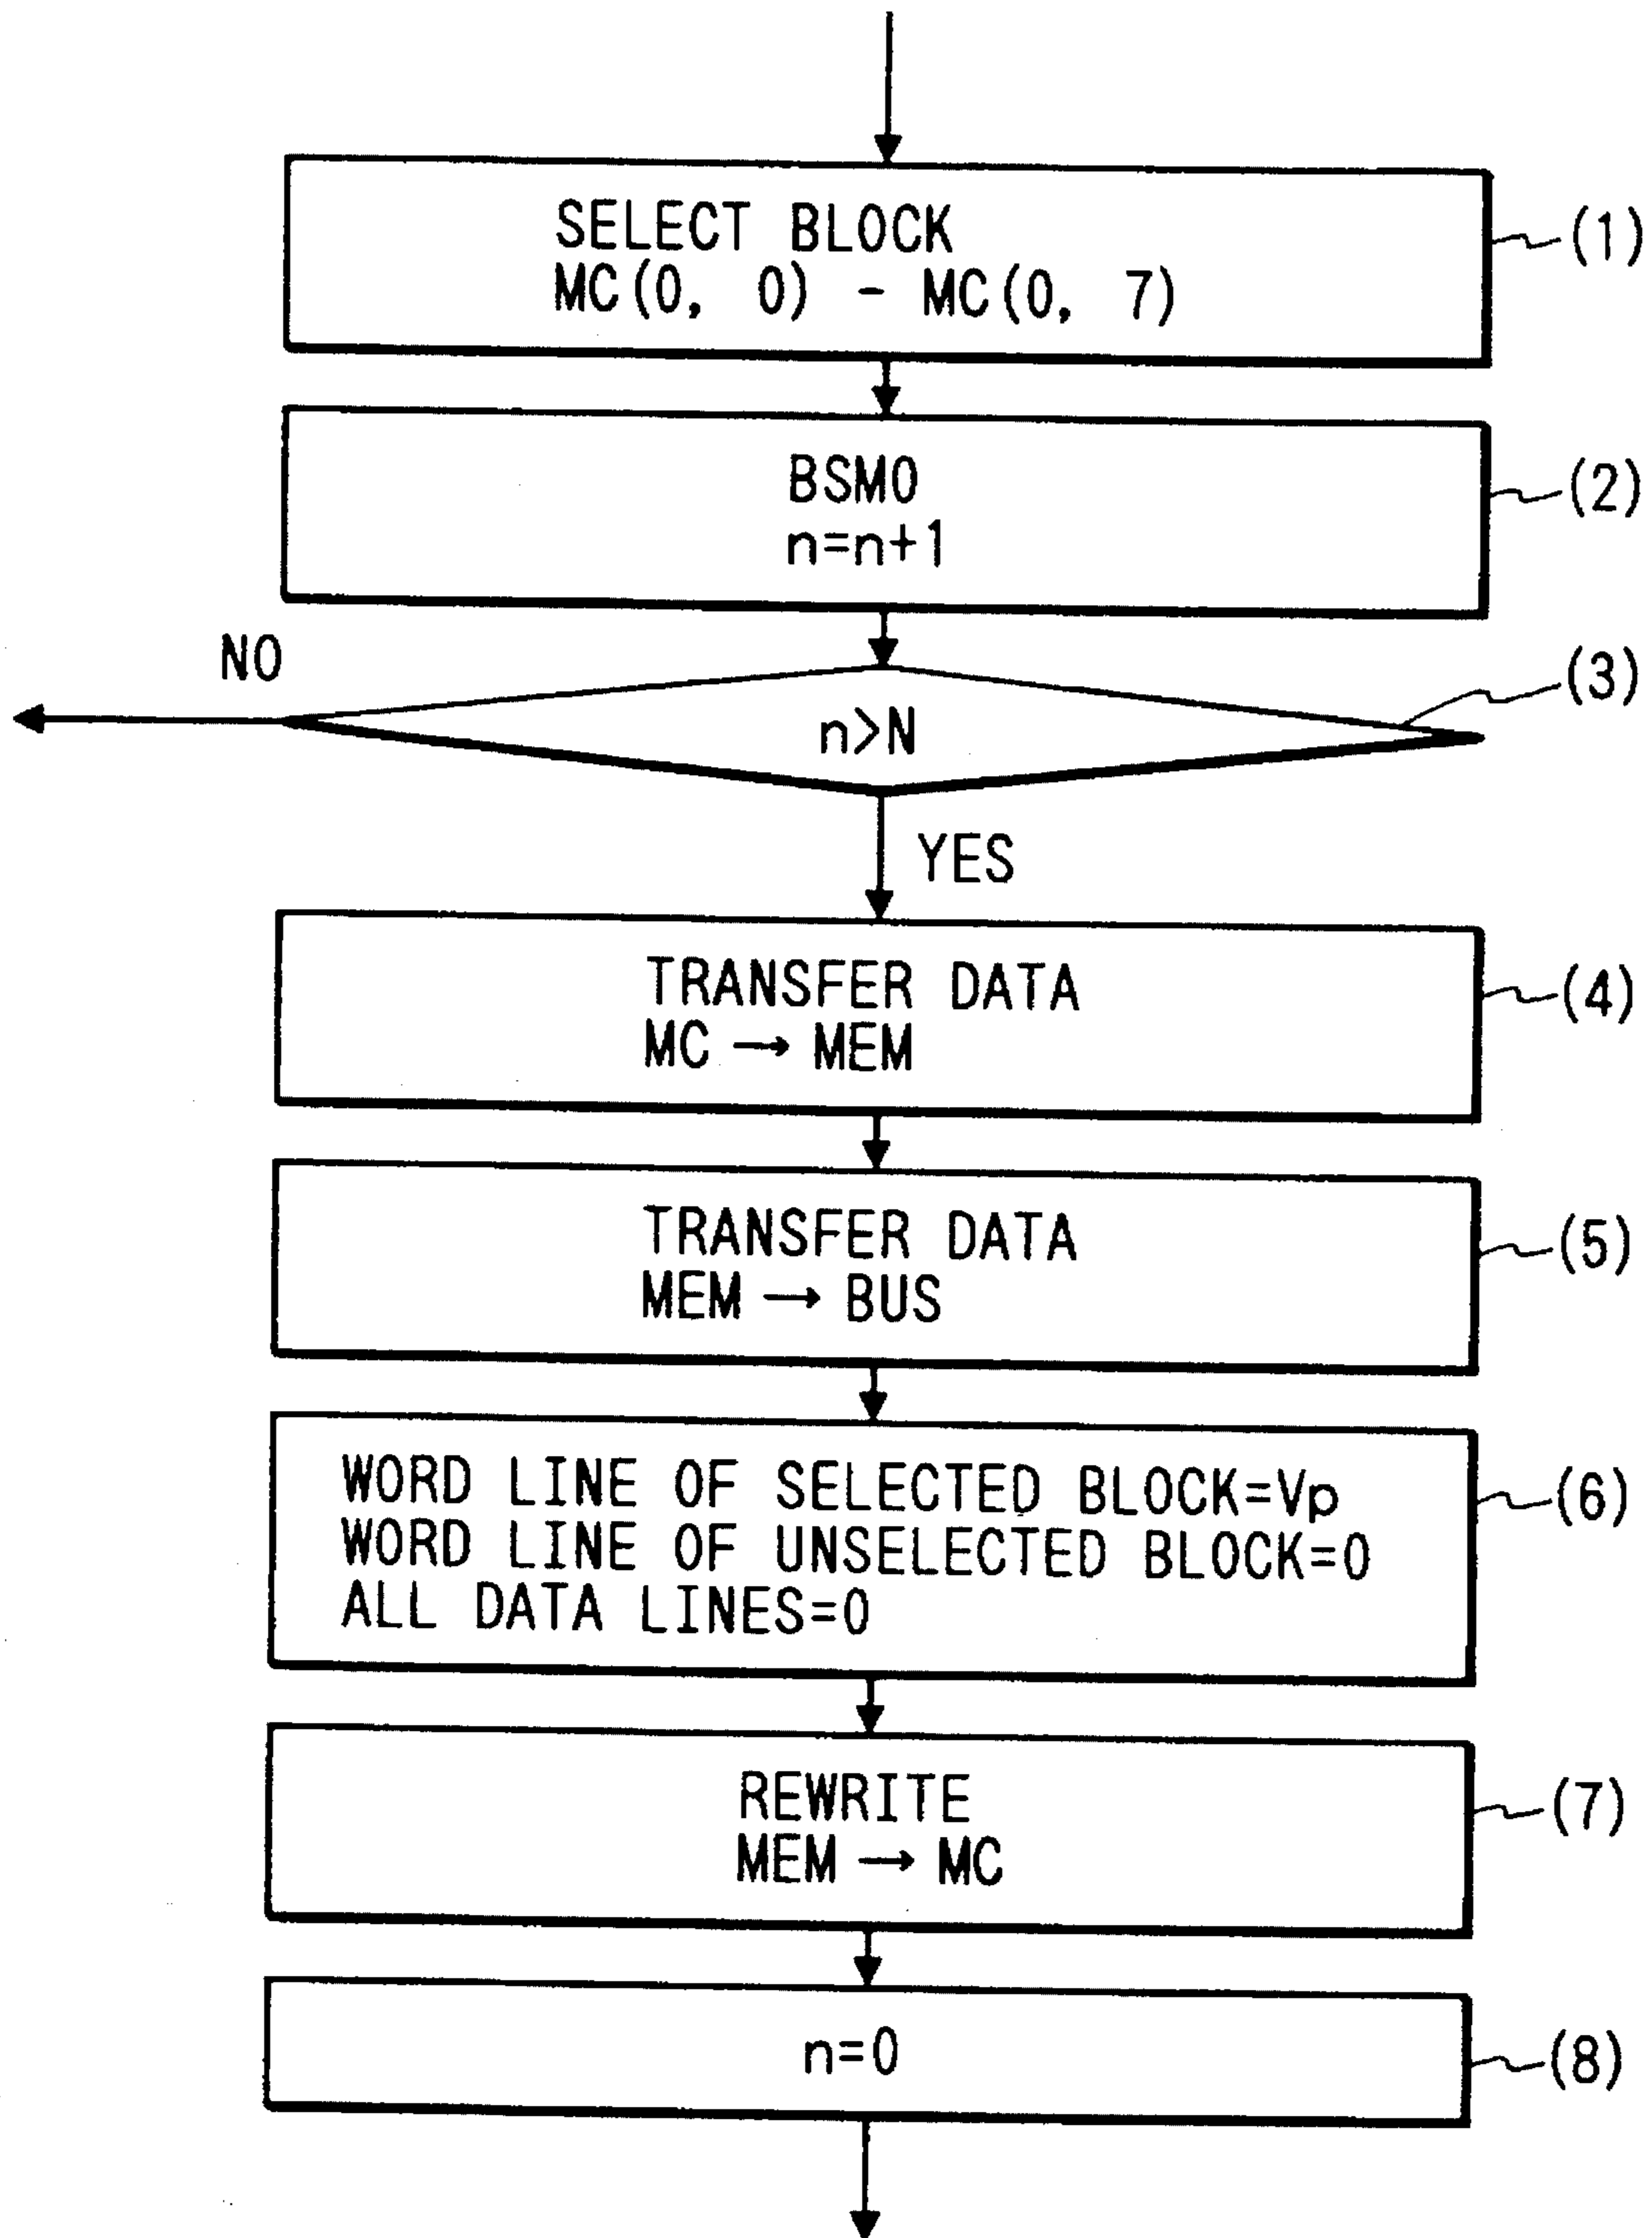 SELECT BLOCK
MC(0, 0) - MC(0, 7)
(1)
BSM0
n=n+1
(2)
NO
n>N
(3)
YES
TRANSFER DATA
MC → MEM
(4)
TRANSFER DATA
MEM → BUS
(5)
WORD LINE OF SELECTED BLOCK=Vp
WORD LINE OF UNSELECTED BLOCK=0
ALL DATA LINES=0
(6)
REWRITE
MEM → MC
(7)
n=0
(8)